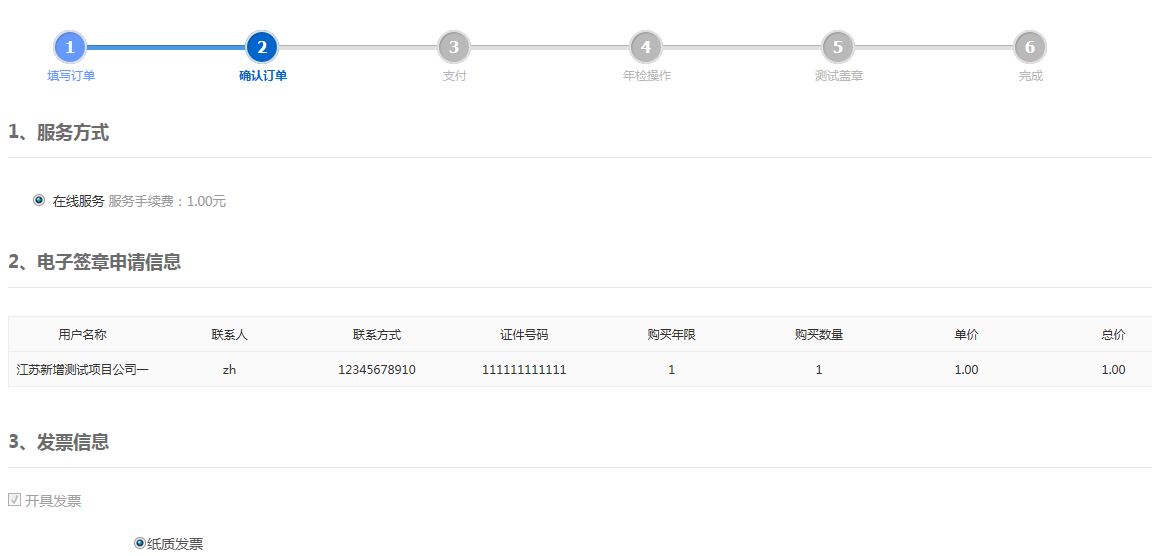 1 2 3 4 5 6
填写订单 确认订单 支付 年检操作 测试盖章 完成
1、服务方式
在线服务 服务手续费：1.00元
2、电子签章申请信息
用户名称 联系人 联系方式 证件号码 购买年限 购买数量 单价 总价
江苏新增测试项目公司一 zh 12345678910 111111111111 1 1 1.00 1.00
3、发票信息
开具发票
纸质发票